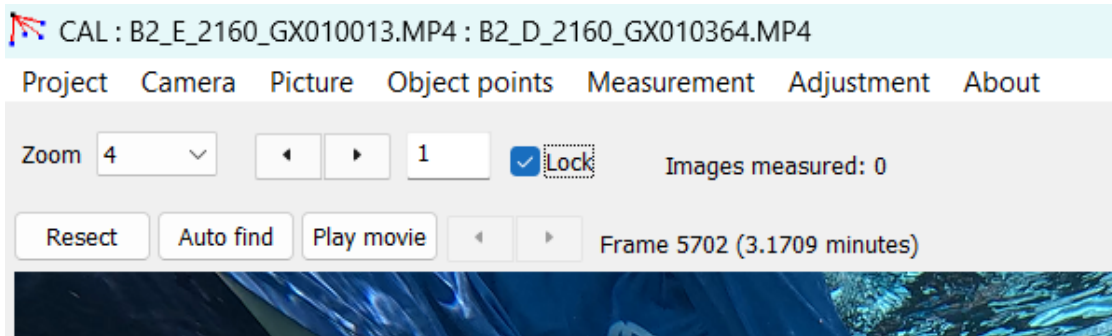 CAL : B2_E_2160_GX010013.MP4 : B2_D_2160_GX010364.MP4
Project Camera Picture Object points Measurement Adjustment About
Zoom 4 1 Lock Images measured: 0
Resect Auto find Play movie Frame 5702 (3.1709 minutes)